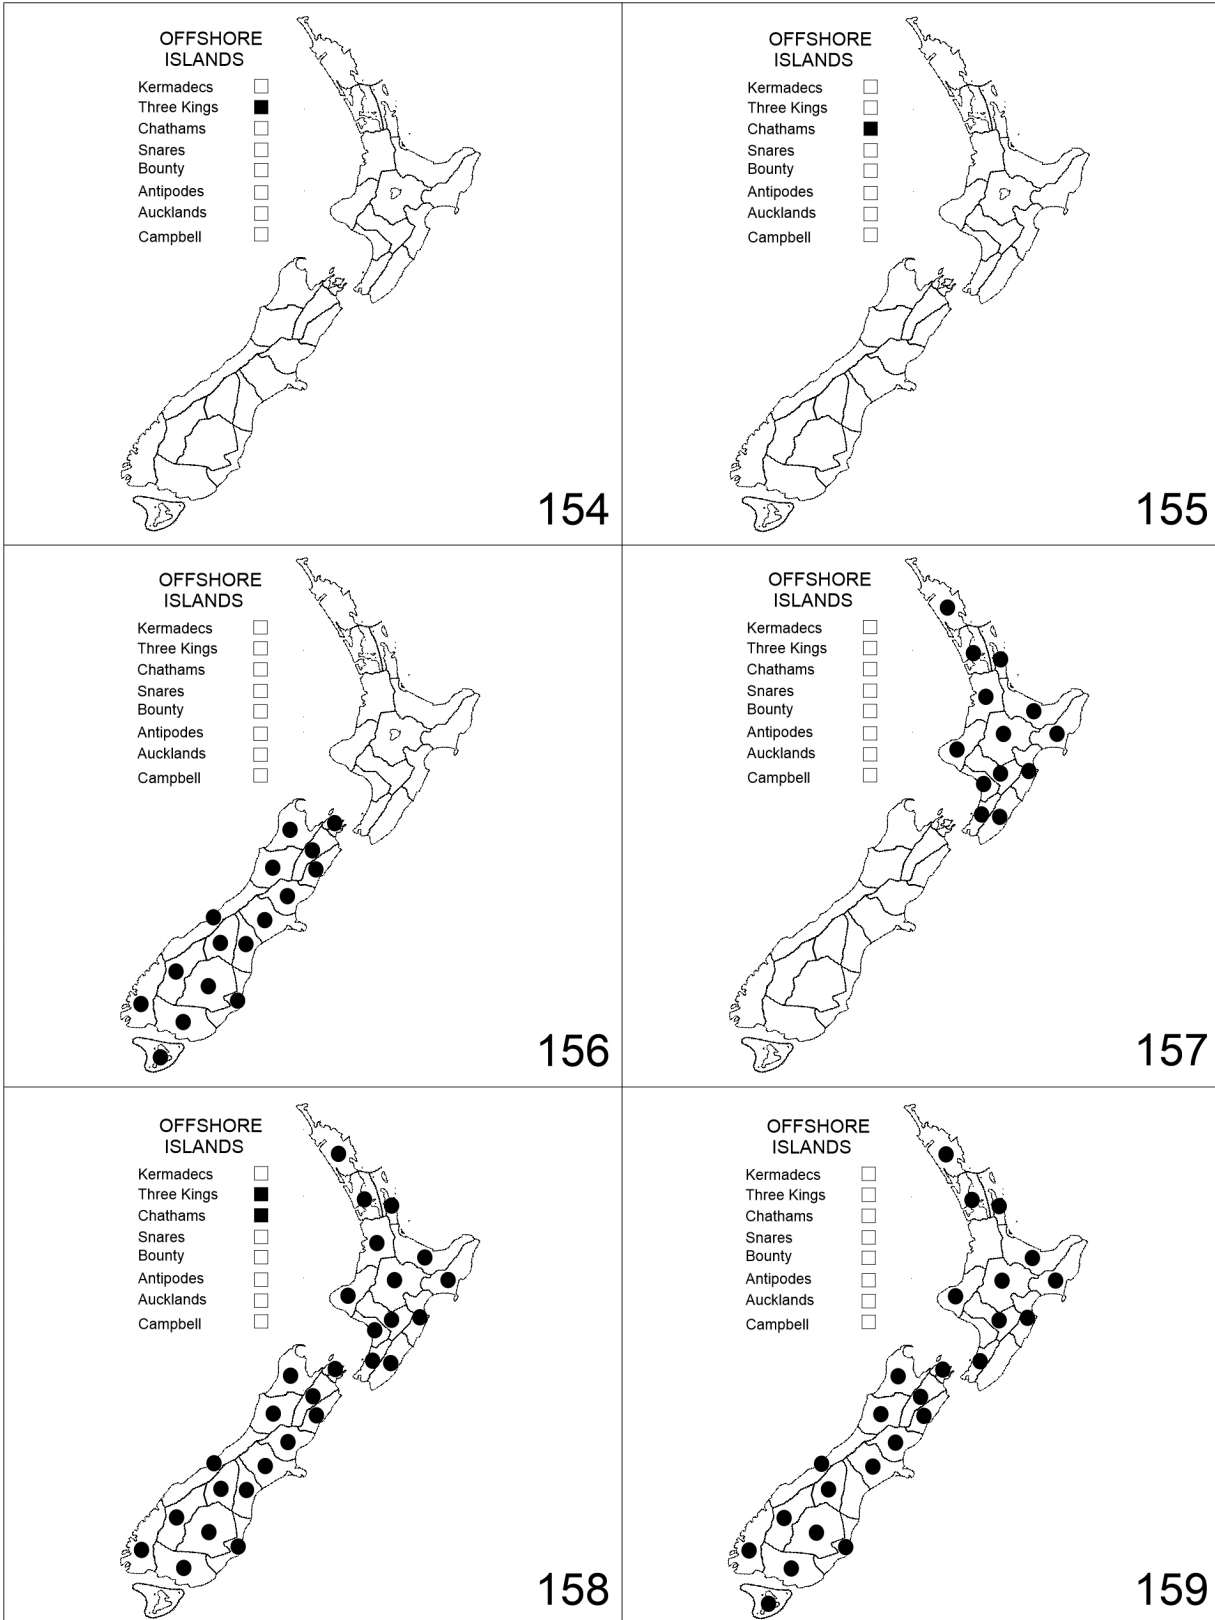 OFFSHORE
ISLANDS
Kermadecs
Three Kings
Chathams
Snares
Bounty
Antipodes
Aucklands
Campbell
154
OFFSHORE
ISLANDS
Kermadecs
Three Kings
Chathams
Snares
Bounty
Antipodes
Aucklands
Campbell
155
OFFSHORE
ISLANDS
Kermadecs
Three Kings
Chathams
Snares
Bounty
Antipodes
Aucklands
Campbell
156
OFFSHORE
ISLANDS
Kermadecs
Three Kings
Chathams
Snares
Bounty
Antipodes
Aucklands
Campbell
157
OFFSHORE
ISLANDS
Kermadecs
Three Kings
Chathams
Snares
Bounty
Antipodes
Aucklands
Campbell
158
OFFSHORE
ISLANDS
Kermadecs
Three Kings
Chathams
Snares
Bounty
Antipodes
Aucklands
Campbell
159